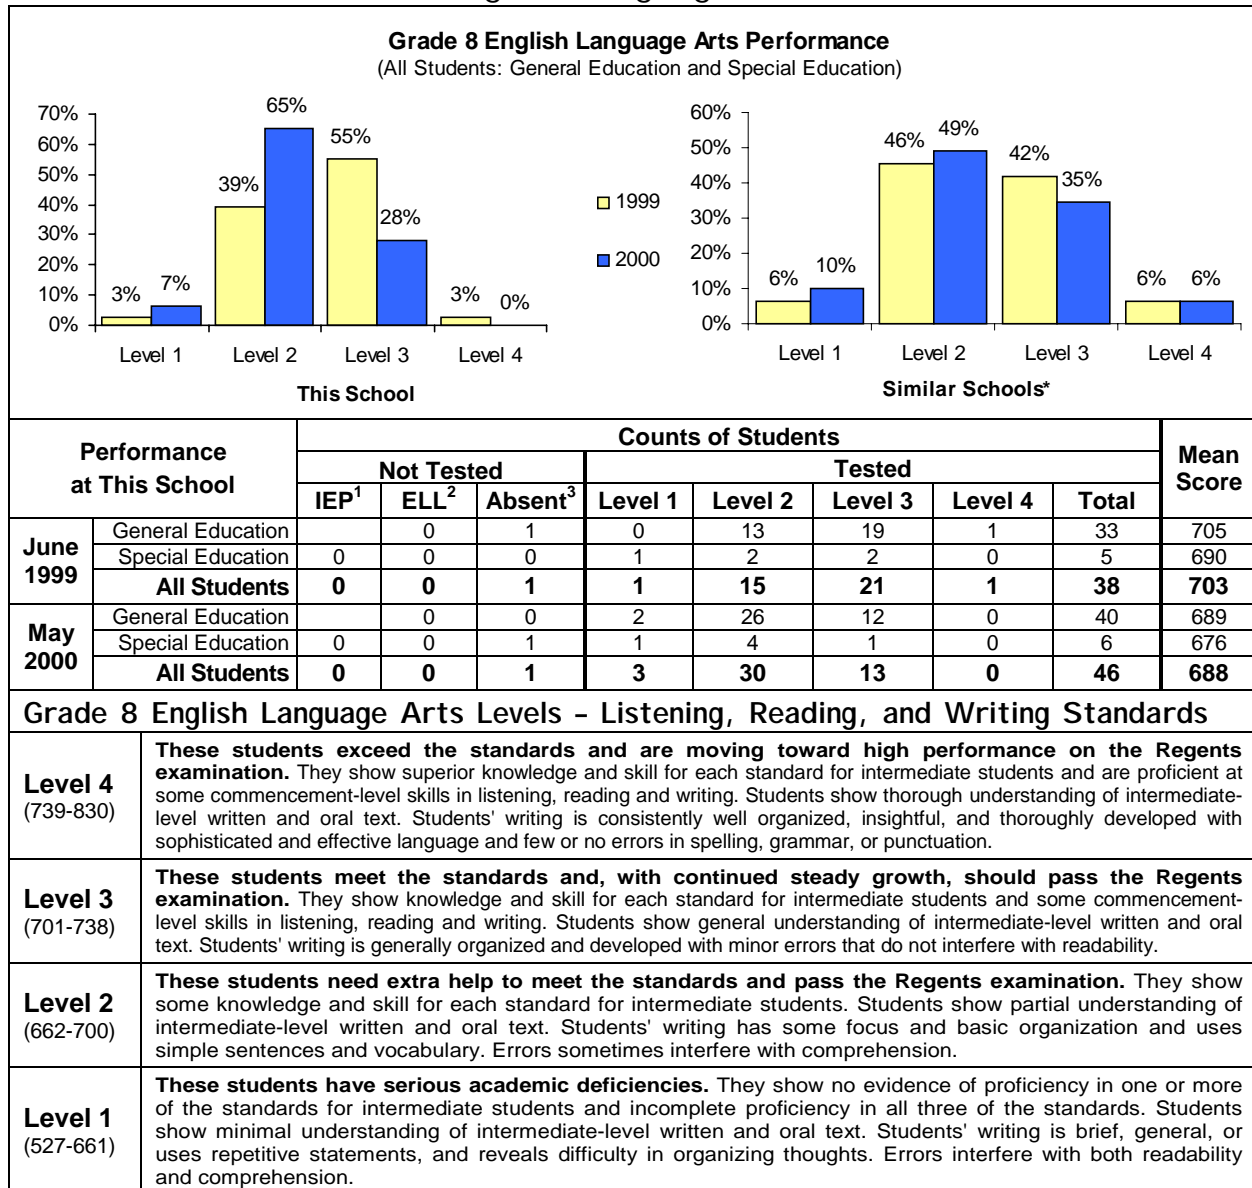 Grade 8 English Language Arts Performance
(All Students: General Education and Special Education)
70%
60%
50%
40%
30%
20%
10%
0%
3%
7%
39%
65%
55%
28%
3%
0%
Level 1
Level 2
Level 3
Level 4
This School
1999
2000
60%
50%
40%
30%
20%
10%
0%
6%
10%
46%
49%
42%
35%
6%
6%
Level 1
Level 2
Level 3
Level 4
Similar Schools*
Performance at This School
Counts of Students
Mean Score
Not Tested
Tested
IEP1 ELL2 Absent3 Level 1 Level 2 Level 3 Level 4 Total
June 1999
General Education 0 1 0 13 19 1 33 705
Special Education 0 0 0 1 2 2 0 5 690
All Students 0 0 1 1 15 21 1 38 703
May 2000
General Education 0 0 2 26 12 0 40 689
Special Education 0 0 1 1 4 1 0 6 676
All Students 0 0 1 3 30 13 0 46 688
Grade 8 English Language Arts Levels – Listening, Reading, and Writing Standards
Level 4
(739-830)
These students exceed the standards and are moving toward high performance on the Regents
examination. They show superior knowledge and skill for each standard for intermediate students and are proficient at
some commencement-level skills in listening, reading and writing. Students show thorough understanding of intermediate-
level written and oral text. Students' writing is consistently well organized, insightful, and thoroughly developed with
sophisticated and effective language and few or no errors in spelling, grammar, or punctuation.
Level 3
(701-738)
These students meet the standards and, with continued steady growth, should pass the Regents
examination. They show knowledge and skill for each standard for intermediate students and some commencement-
level skills in listening, reading and writing. Students show general understanding of intermediate-level written and oral
text. Students' writing is generally organized and developed with minor errors that do not interfere with readability.
Level 2
(662-700)
These students need extra help to meet the standards and pass the Regents examination. They show
some knowledge and skill for each standard for intermediate students. Students show partial understanding of
intermediate-level written and oral text. Students' writing has some focus and basic organization and uses
simple sentences and vocabulary. Errors sometimes interfere with comprehension.
Level 1
(527-661)
These students have serious academic deficiencies. They show no evidence of proficiency in one or more
of the standards for intermediate students and incomplete proficiency in all three of the standards. Students
show minimal understanding of intermediate-level written and oral text. Students' writing is brief, general, or
uses repetitive statements, and reveals difficulty in organizing thoughts. Errors interfere with both readability
and comprehension.